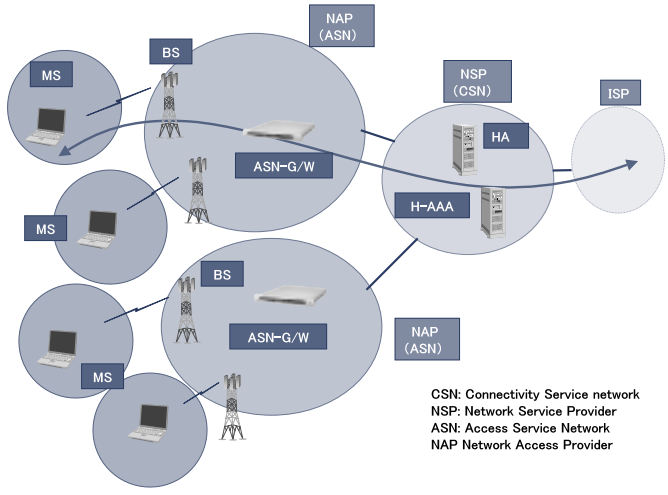 NAP
(ASN)
BS
MS
NSP
(CSN)
ISP
HA
ASN-G/W
H-AAA
MS
BS
ASN-G/W
NAP
(ASN)
MS
CSN: Connectivity Service network
NSP: Network Service Provider
ASN: Access Service Network
NAP Network Access Provider